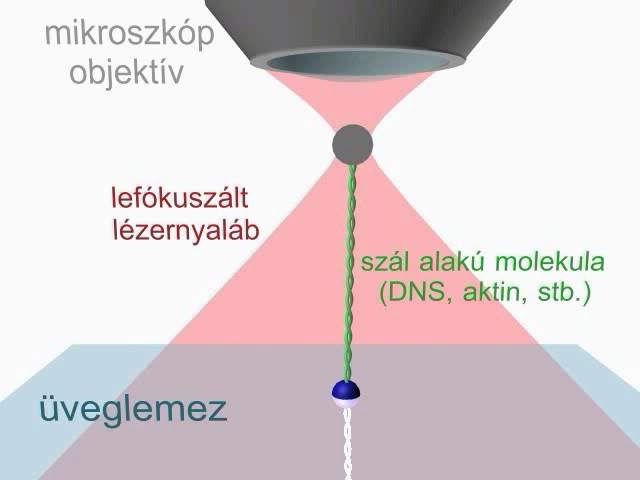 mikroszkóp
objektív
lefókuszált
lézernyaláb
szál alakú molekula
(DNS, aktin, stb.)
üveglemez